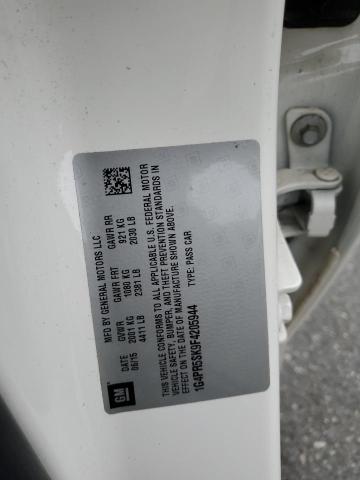 GM
MFD BY GENERAL MOTORS LLC
DATE GVWR GAWR FRT GAWR RR
06/15 2001 KG 1080 KG 921 KG
4411 LB 2381 LB 2030 LB
THIS VEHICLE CONFORMS TO ALL APPLICABLE U.S. FEDERAL MOTOR
VEHICLE SAFETY, BUMPER, AND THEFT PREVENTION STANDARDS IN
EFFECT ON THE DATE OF MANUFACTURE SHOWN ABOVE.
TYPE: PASS CAR
1G4PR5SK9F4205944